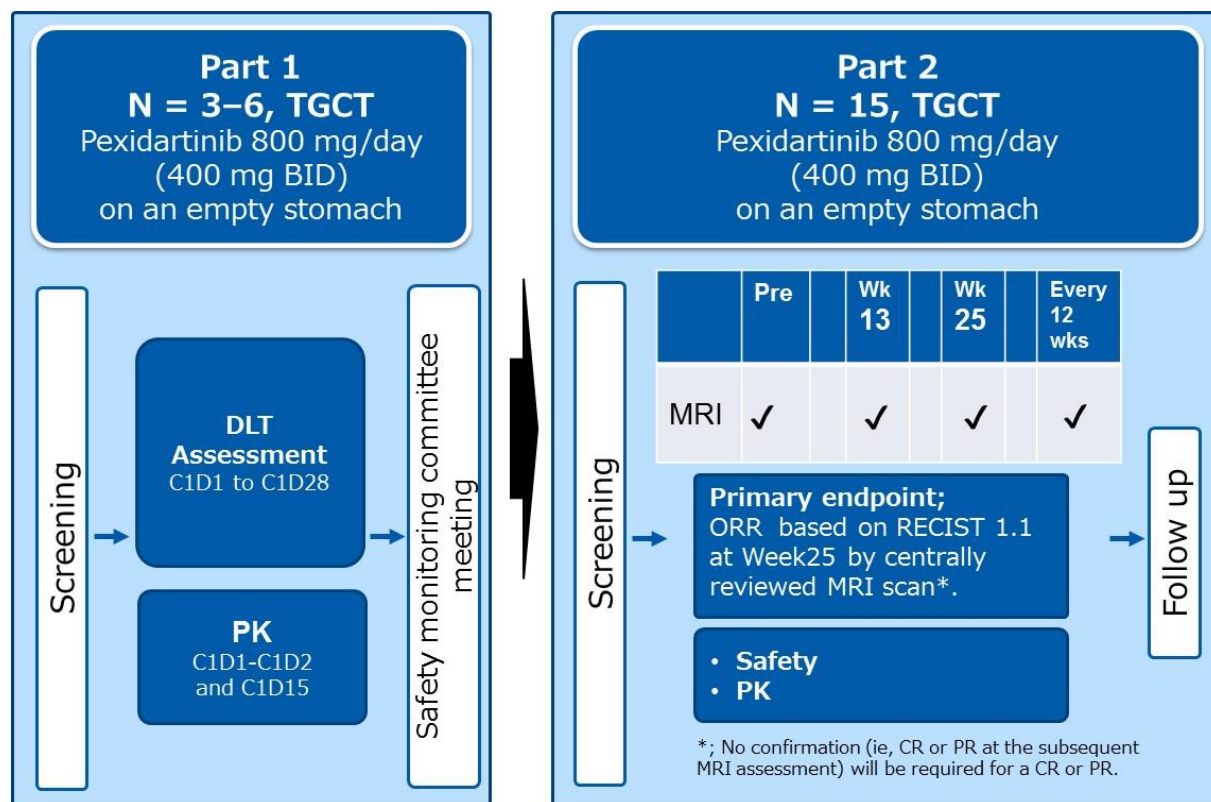 Part 1
N = 3–6, TGCT
Pexidartinib 800 mg/day
(400 mg BID)
on an empty stomach
Screening
DLT
Assessment
C1D1 to C1D28
PK
C1D1-C1D2
and C1D15
Safety monitoring committee
meeting
Part 2
N = 15, TGCT
Pexidartinib 800 mg/day
(400 mg BID)
on an empty stomach
Screening
Pre
Wk
13
Wk
25
Every
12
wks
MRI ✓ ✓ ✓ ✓
Primary endpoint;
ORR based on RECIST 1.1
at Week25 by centrally
reviewed MRI scan*.
• Safety
• PK
Follow up
*; No confirmation (ie, CR or PR at the subsequent
MRI assessment) will be required for a CR or PR.